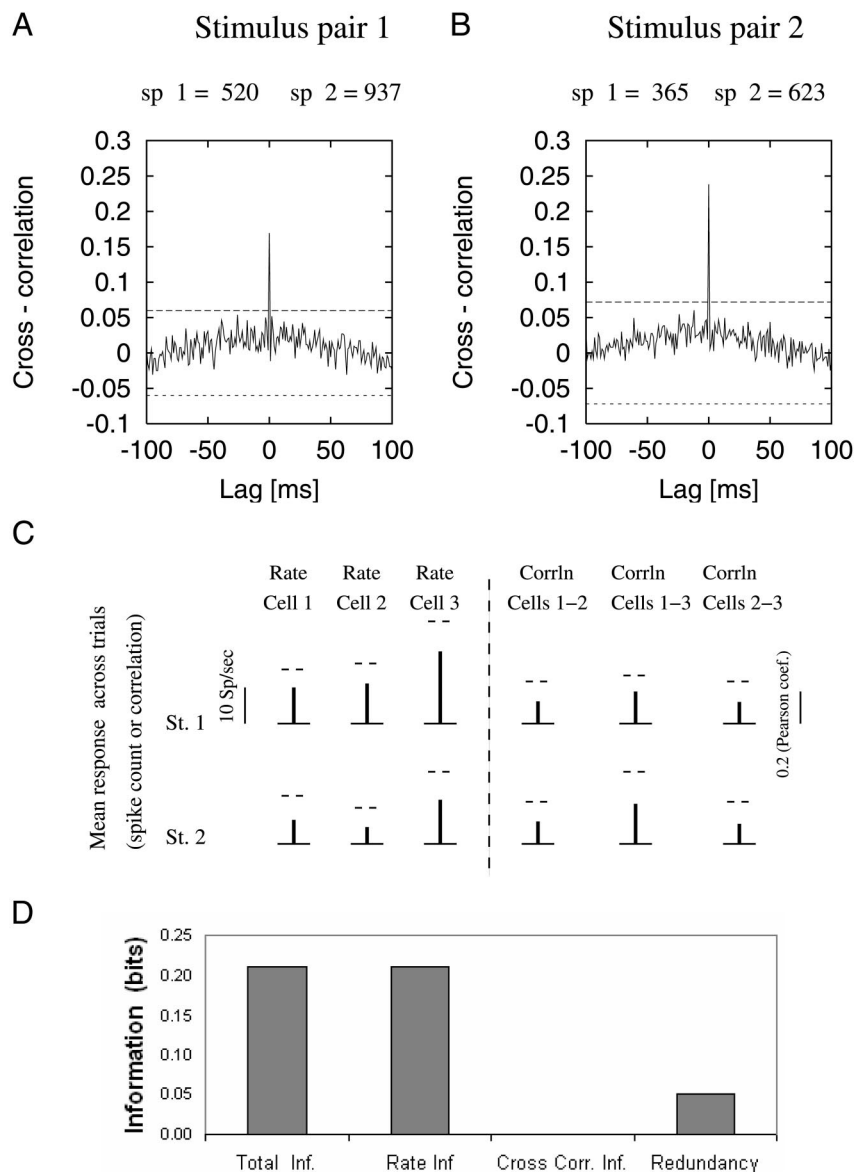 A
Stimulus pair 1
B
Stimulus pair 2
sp 1 = 520 sp 2 = 937
sp 1 = 365 sp 2 = 623
Cross - correlation
0.3
0.25
0.2
0.15
0.1
0.05
0
-0.05
-0.1
-100 -50 0 50 100
Lag [ms]
Cross - correlation
0.3
0.25
0.2
0.15
0.1
0.05
0
-0.05
-0.1
-100 -50 0 50 100
Lag [ms]
C
Mean response across trials
(spike count or correlation)
Rate
Cell 1
Rate
Cell 2
Rate
Cell 3
Corrln
Cells 1–2
Corrln
Cells 1–3
Corrln
Cells 2–3
10 Sp/sec
0.2 (Pearson coef.)
St. 1
St. 2
D
Information (bits)
0.25
0.20
0.15
0.10
0.05
0.00
Total Inf. Rate Inf Cross Corr. Inf. Redundancy